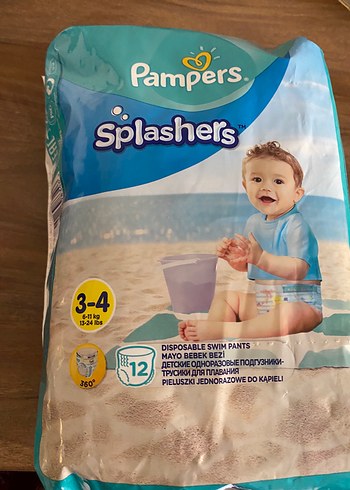 Pampers.
Splashers™
3-4
6-11 kg
13-24 lbs
360°
12
DISPOSABLE SWIM PANTS
MAYO BEBEK BEZİ
ДЕТСКИЕ ОДНОРАЗОВЫЕ ПОДГУЗНИКИ-
ТРУСИКИ ДЛЯ ПЛАВАНИЯ
PIELUSZKI JEDNORAZOWE DO KĄPIELI